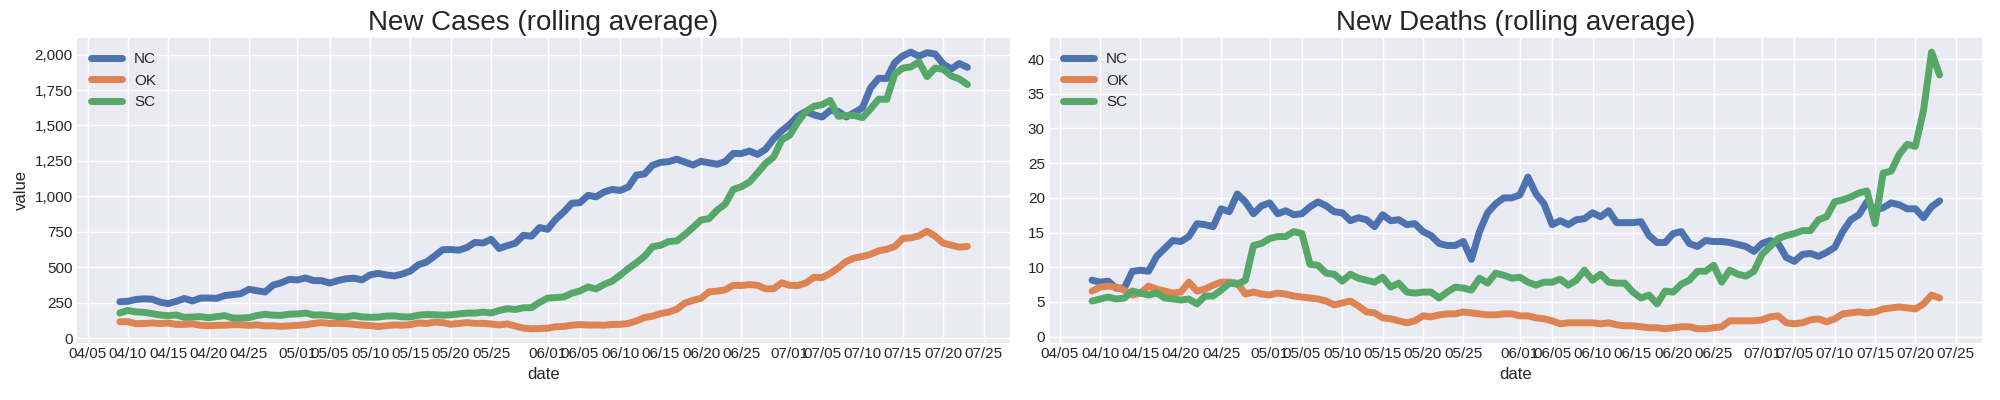 New Cases (rolling average)
NC
OK
SC
2,000
1,750
1,500
1,250
1,000
750
500
250
0
value
04/05 04/10 04/15 04/20 04/25 05/01 05/05 05/10 05/15 05/20 05/25 06/01 06/05 06/10 06/15 06/20 06/25 07/01 07/05 07/10 07/15 07/20 07/25
date
New Deaths (rolling average)
NC
OK
SC
40
35
30
25
20
15
10
5
0
04/05 04/10 04/15 04/20 04/25 05/01 05/05 05/10 05/15 05/20 05/25 06/01 06/05 06/10 06/15 06/20 06/25 07/01 07/05 07/10 07/15 07/20 07/25
date